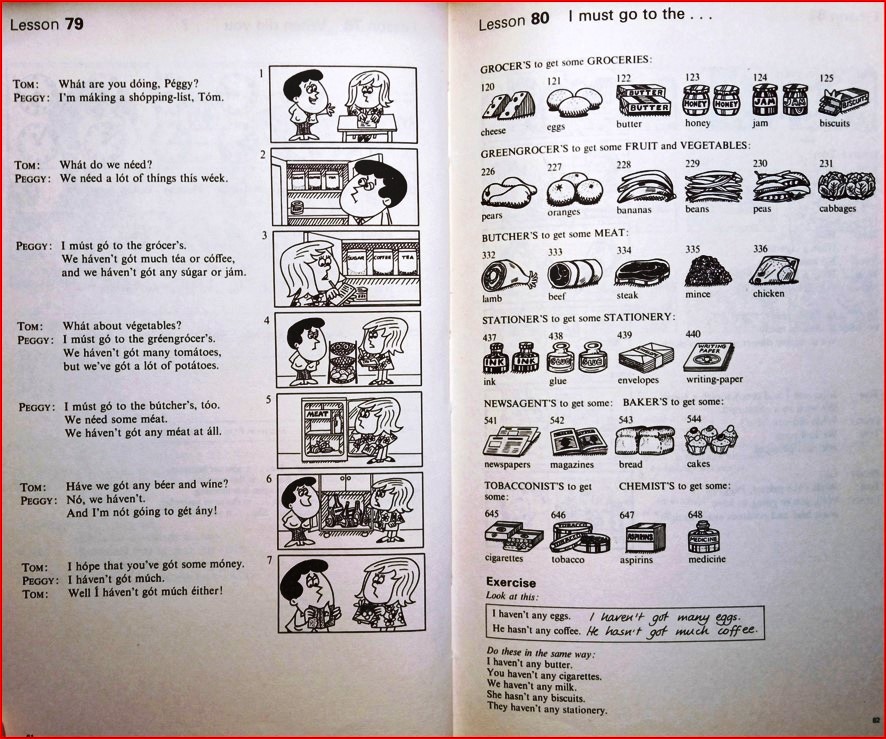 Lesson 79
TOM: Whát are you dóing, Péggy?
PEGGY: I'm máking a shópping-list, Tóm.
1
TOM: Whát do we néed?
PEGGY: We néed a lót of things this week.
2
PEGGY: I múst gó to the grócer's.
We háven't gót much téa or cóffee,
and we háven't gót any súgar or jám.
3
SUGAR COFFEE TEA
TOM: Whát about végetables?
PEGGY: I múst gó to the gréengrócer's.
We háven't gót many tomátoes,
but we've gót a lót of potátoes.
4
PEGGY: I múst gó to the bútcher's, tóo.
We néed some méat.
We háven't gót any méat at áll.
5
MEAT
TOM: Háve we gót any béer and wíne?
PEGGY: Nó, we háven't.
And I'm nót góing to gét ány!
6
TOM: I hópe that you've gót some móney.
PEGGY: I háven't gót múch.
TOM: Well Í háven't gót múch éither!
7
Lesson 80 I must go to the . . .
GROCER'S to get some GROCERIES:
120 121 122 123 124 125
BUTTER BUTTER HONEY HONEY JAM JAM BISCUITS
cheese eggs butter honey jam biscuits
GREENGROCER'S to get some FRUIT and VEGETABLES:
226 227 228 229 230 231
pears oranges bananas beans peas cabbages
BUTCHER'S to get some MEAT:
332 333 334 335 336
lamb beef steak mince chicken
STATIONER'S to get some STATIONERY:
437 438 439 440
INK INK WRITING PAPER
ink glue envelopes writing-paper
NEWSAGENT'S to get some: BAKER'S to get some:
541 542 543 544
newspapers magazines bread cakes
TOBACCONIST'S to get CHEMIST'S to get some:
some:
645 646 647 648
TOBACCO ASPIRINS MEDICINE
cigarettes tobacco aspirins medicine
Exercise
Look at this:
I haven't any eggs. I haven't got many eggs.
He hasn't any coffee. He hasn't got much coffee.
Do these in the same way:
I haven't any butter.
You haven't any cigarettes.
We haven't any milk.
She hasn't any biscuits.
They haven't any stationery.